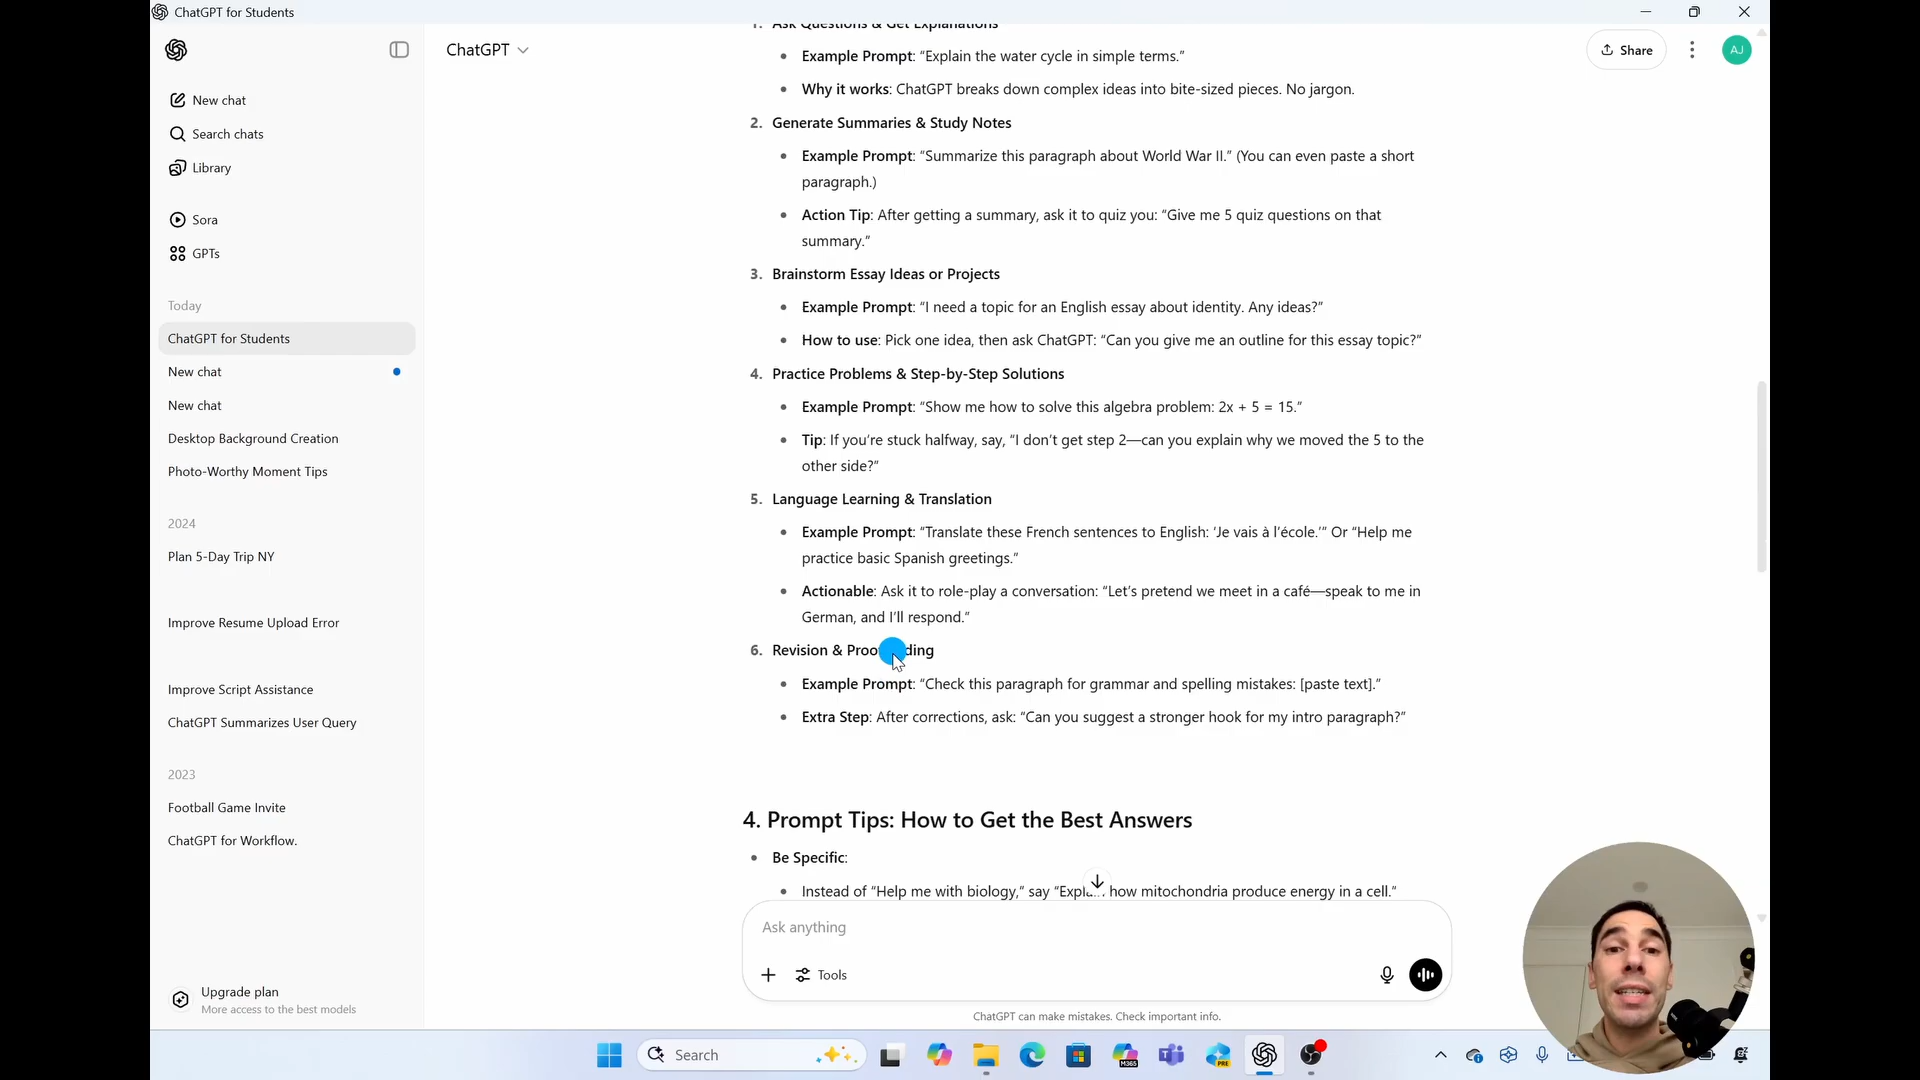 ChatGPT for Students
ChatGPT
Share
AJ
New chat
Search chats
Library
Sora
GPTs
Today
ChatGPT for Students
New chat
New chat
Desktop Background Creation
Photo-Worthy Moment Tips
2024
Plan 5-Day Trip NY
Improve Resume Upload Error
Improve Script Assistance
ChatGPT Summarizes User Query
2023
Football Game Invite
ChatGPT for Workflow.
Upgrade plan
More access to the best models
1. Ask Questions & Get Explanations
• Example Prompt: “Explain the water cycle in simple terms.”
• Why it works: ChatGPT breaks down complex ideas into bite-sized pieces. No jargon.
2. Generate Summaries & Study Notes
• Example Prompt: “Summarize this paragraph about World War II.” (You can even paste a short
paragraph.)
• Action Tip: After getting a summary, ask it to quiz you: “Give me 5 quiz questions on that
summary.”
3. Brainstorm Essay Ideas or Projects
• Example Prompt: “I need a topic for an English essay about identity. Any ideas?”
• How to use: Pick one idea, then ask ChatGPT: “Can you give me an outline for this essay topic?”
4. Practice Problems & Step-by-Step Solutions
• Example Prompt: “Show me how to solve this algebra problem: 2x + 5 = 15.”
• Tip: If you’re stuck halfway, say, “I don’t get step 2—can you explain why we moved the 5 to the
other side?”
5. Language Learning & Translation
• Example Prompt: “Translate these French sentences to English: ‘Je vais à l’école.’” Or “Help me
practice basic Spanish greetings.”
• Actionable: Ask it to role-play a conversation: “Let’s pretend we meet in a café—speak to me in
German, and I’ll respond.”
6. Revision &
• Example Prompt: “Check this paragraph for grammar and spelling mistakes: [paste text].”
• Extra Step: After corrections, ask: “Can you suggest a stronger hook for my intro paragraph?”
4. Prompt Tips: How to Get the Best Answers
• Be Specific:
• Instead of “Help me with biology,” say “Explain how mitochondria produce energy in a cell.”
Ask anything
Tools
ChatGPT can make mistakes. Check important info.
Search
M365
PRE